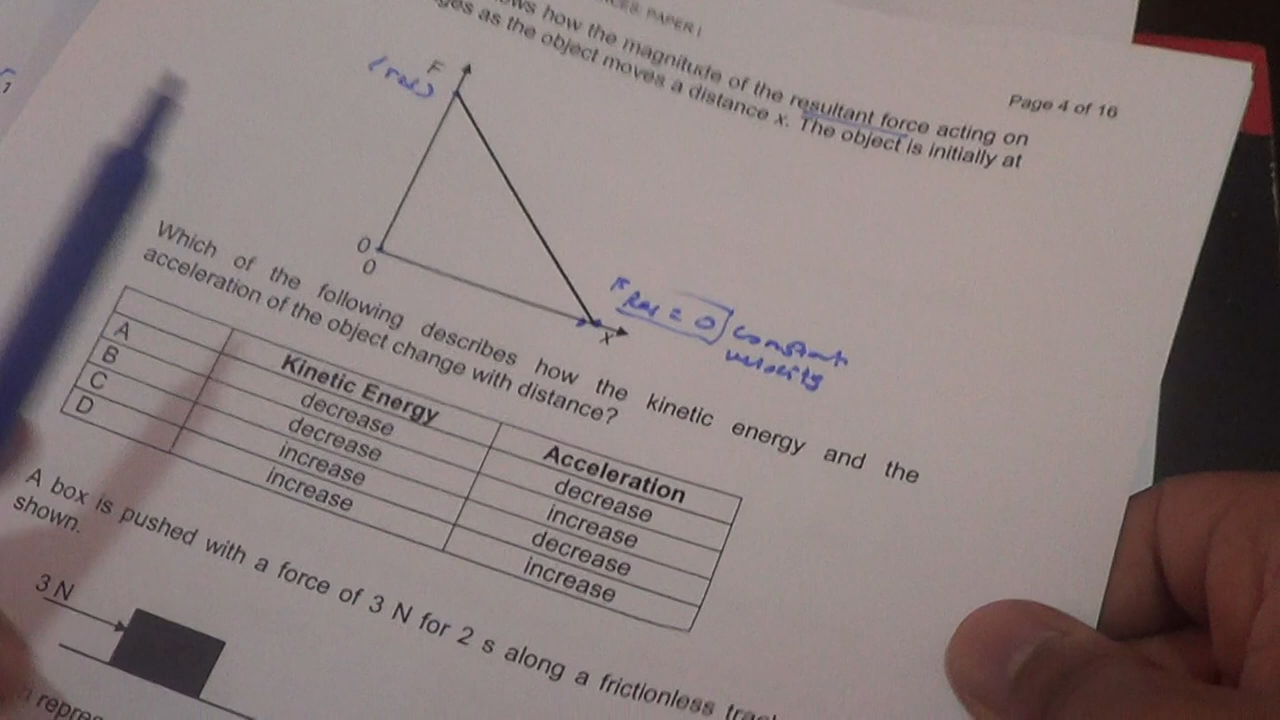 PAPER I
Page 4 of 16
how the magnitude of the resultant force acting on
as the object moves a distance x. The object is initially at
F
(res)
0
0
x
FRes = 0] constant
velocity
Which of the following describes how the kinetic energy and the
acceleration of the object change with distance?
Kinetic Energy Acceleration
A decrease decrease
B decrease increase
C increase decrease
D increase increase
A box is pushed with a force of 3 N for 2 s along a frictionless
shown.
3 N